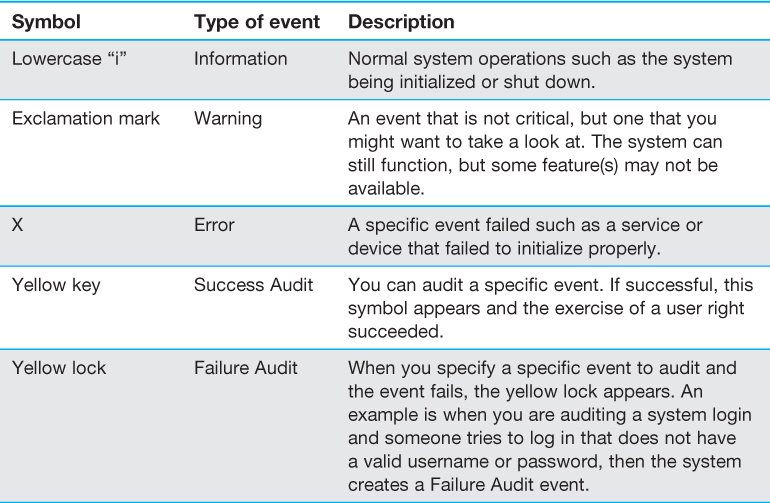 Symbol Type of event Description
Lowercase “i” Information Normal system operations such as the system
being initialized or shut down.
Exclamation mark Warning An event that is not critical, but one that you
might want to take a look at. The system can
still function, but some feature(s) may not be
available.
X Error A specific event failed such as a service or
device that failed to initialize properly.
Yellow key Success Audit You can audit a specific event. If successful, this
symbol appears and the exercise of a user right
succeeded.
Yellow lock Failure Audit When you specify a specific event to audit and
the event fails, the yellow lock appears. An
example is when you are auditing a system login
and someone tries to log in that does not have
a valid username or password, then the system
creates a Failure Audit event.